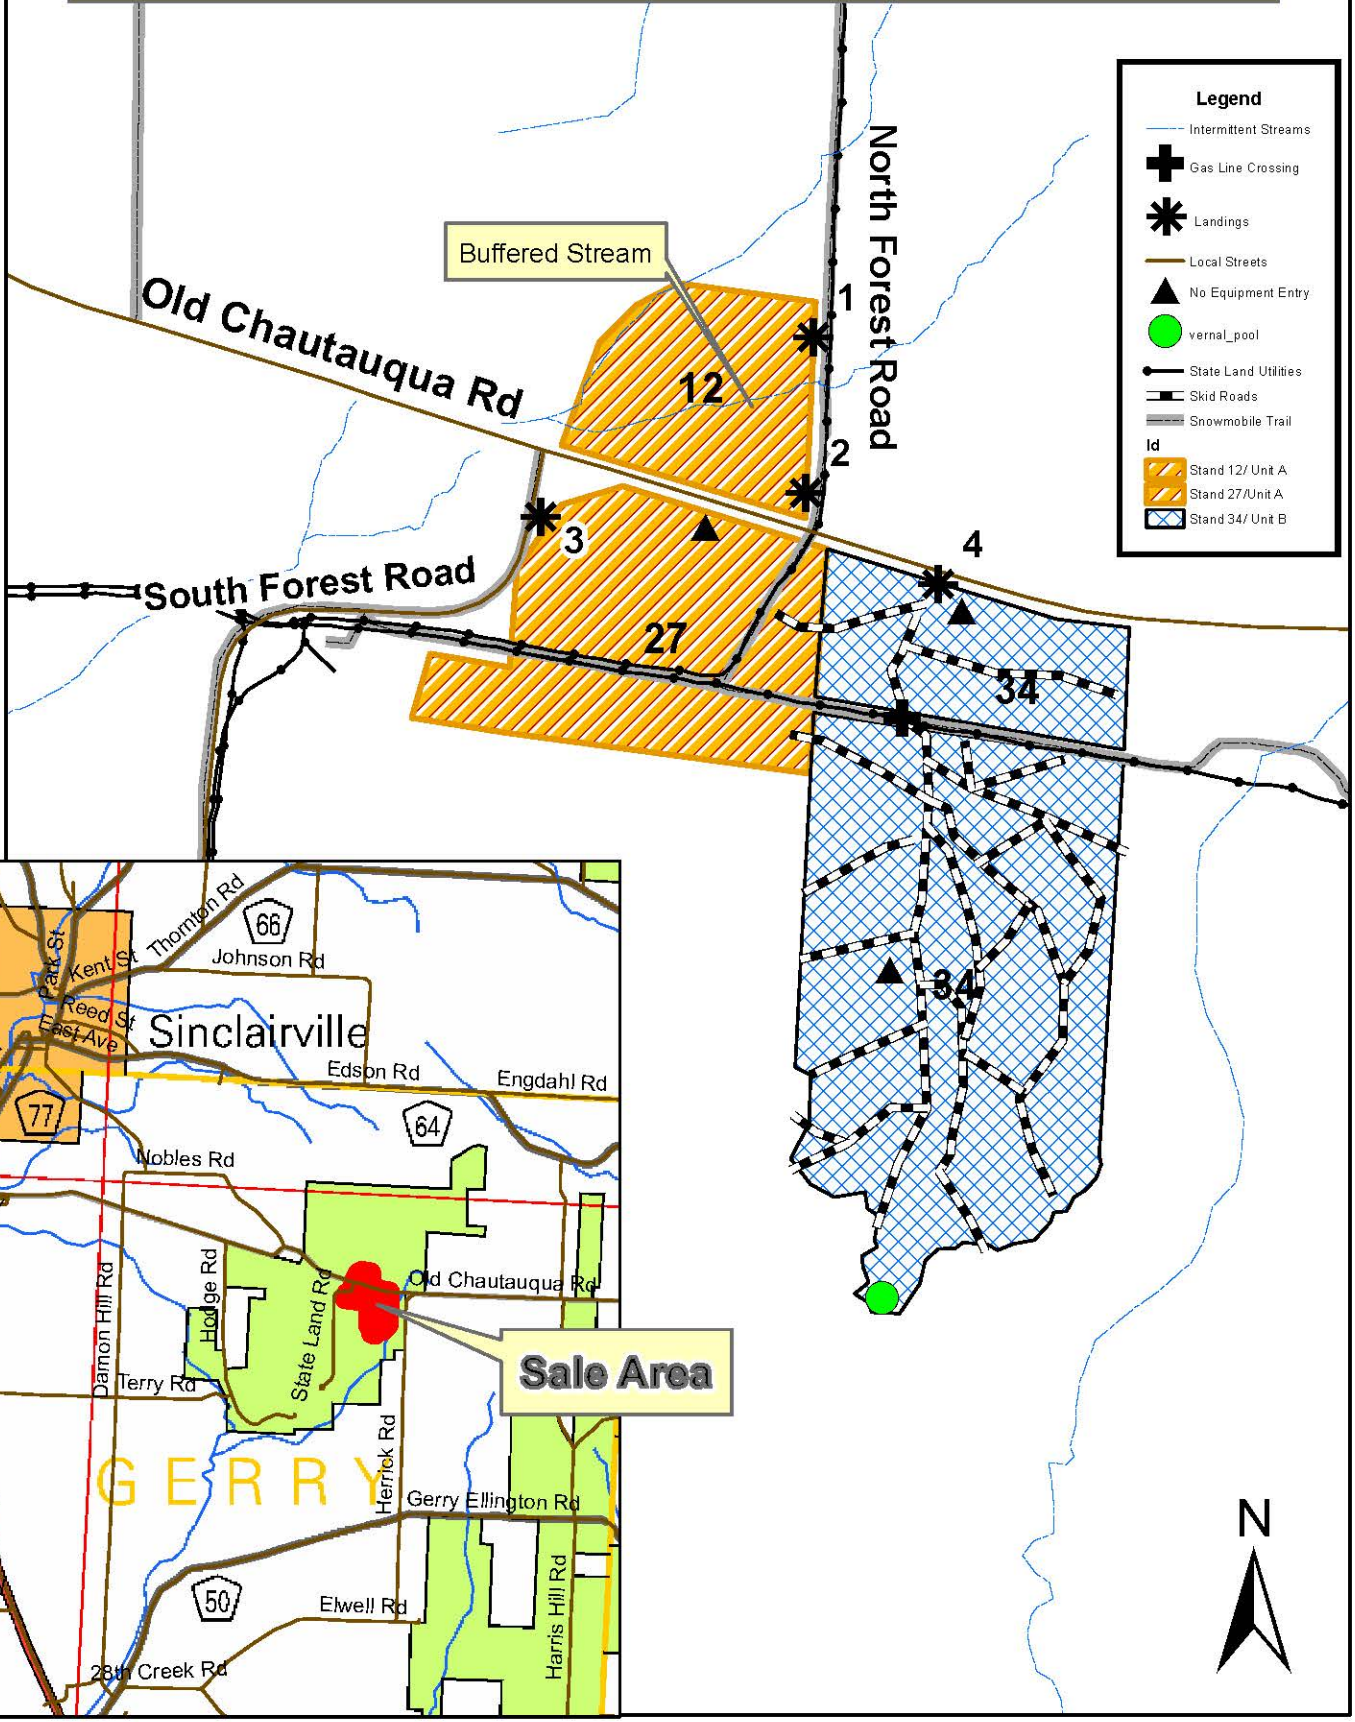 Legend
Intermittent Streams
Gas Line Crossing
Landings
Local Streets
No Equipment Entry
vernal_pool
State Land Utilities
Skid Roads
Snowmobile Trail
Id
Stand 12/ Unit A
Stand 27/Unit A
Stand 34/ Unit B
North Forest Road
Buffered Stream
Old Chautauqua Rd
1
12
2
3
4
South Forest Road
27
34
34
Thornton Rd
66
Park St
Kent St
Johnson Rd
Reed St
East Ave
Sinclairville
Edson Rd
Engdahl Rd
77
64
Nobles Rd
Damon Hill Rd
Hodge Rd
State Land Rd
Old Chautauqua Rd
Sale Area
Terry Rd
Herrick Rd
GERRY
Gerry Ellington Rd
50
Elwell Rd
Harris Hill Rd
28th Creek Rd
N